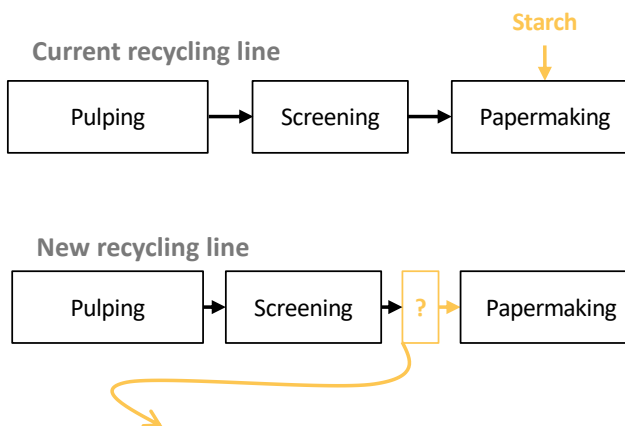 Starch
Current recycling line
Pulping
Screening
Papermaking
New recycling line
Pulping
Screening
?
Papermaking